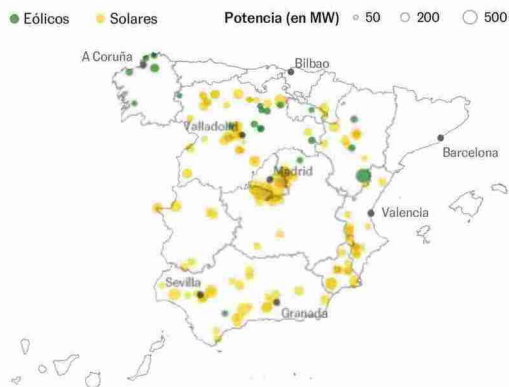 Eólicos Solares Potencia (en MW) 50 200 500
A Coruña
Bilbao
Valladolid
Barcelona
Madrid
Valencia
Sevilla
Granada